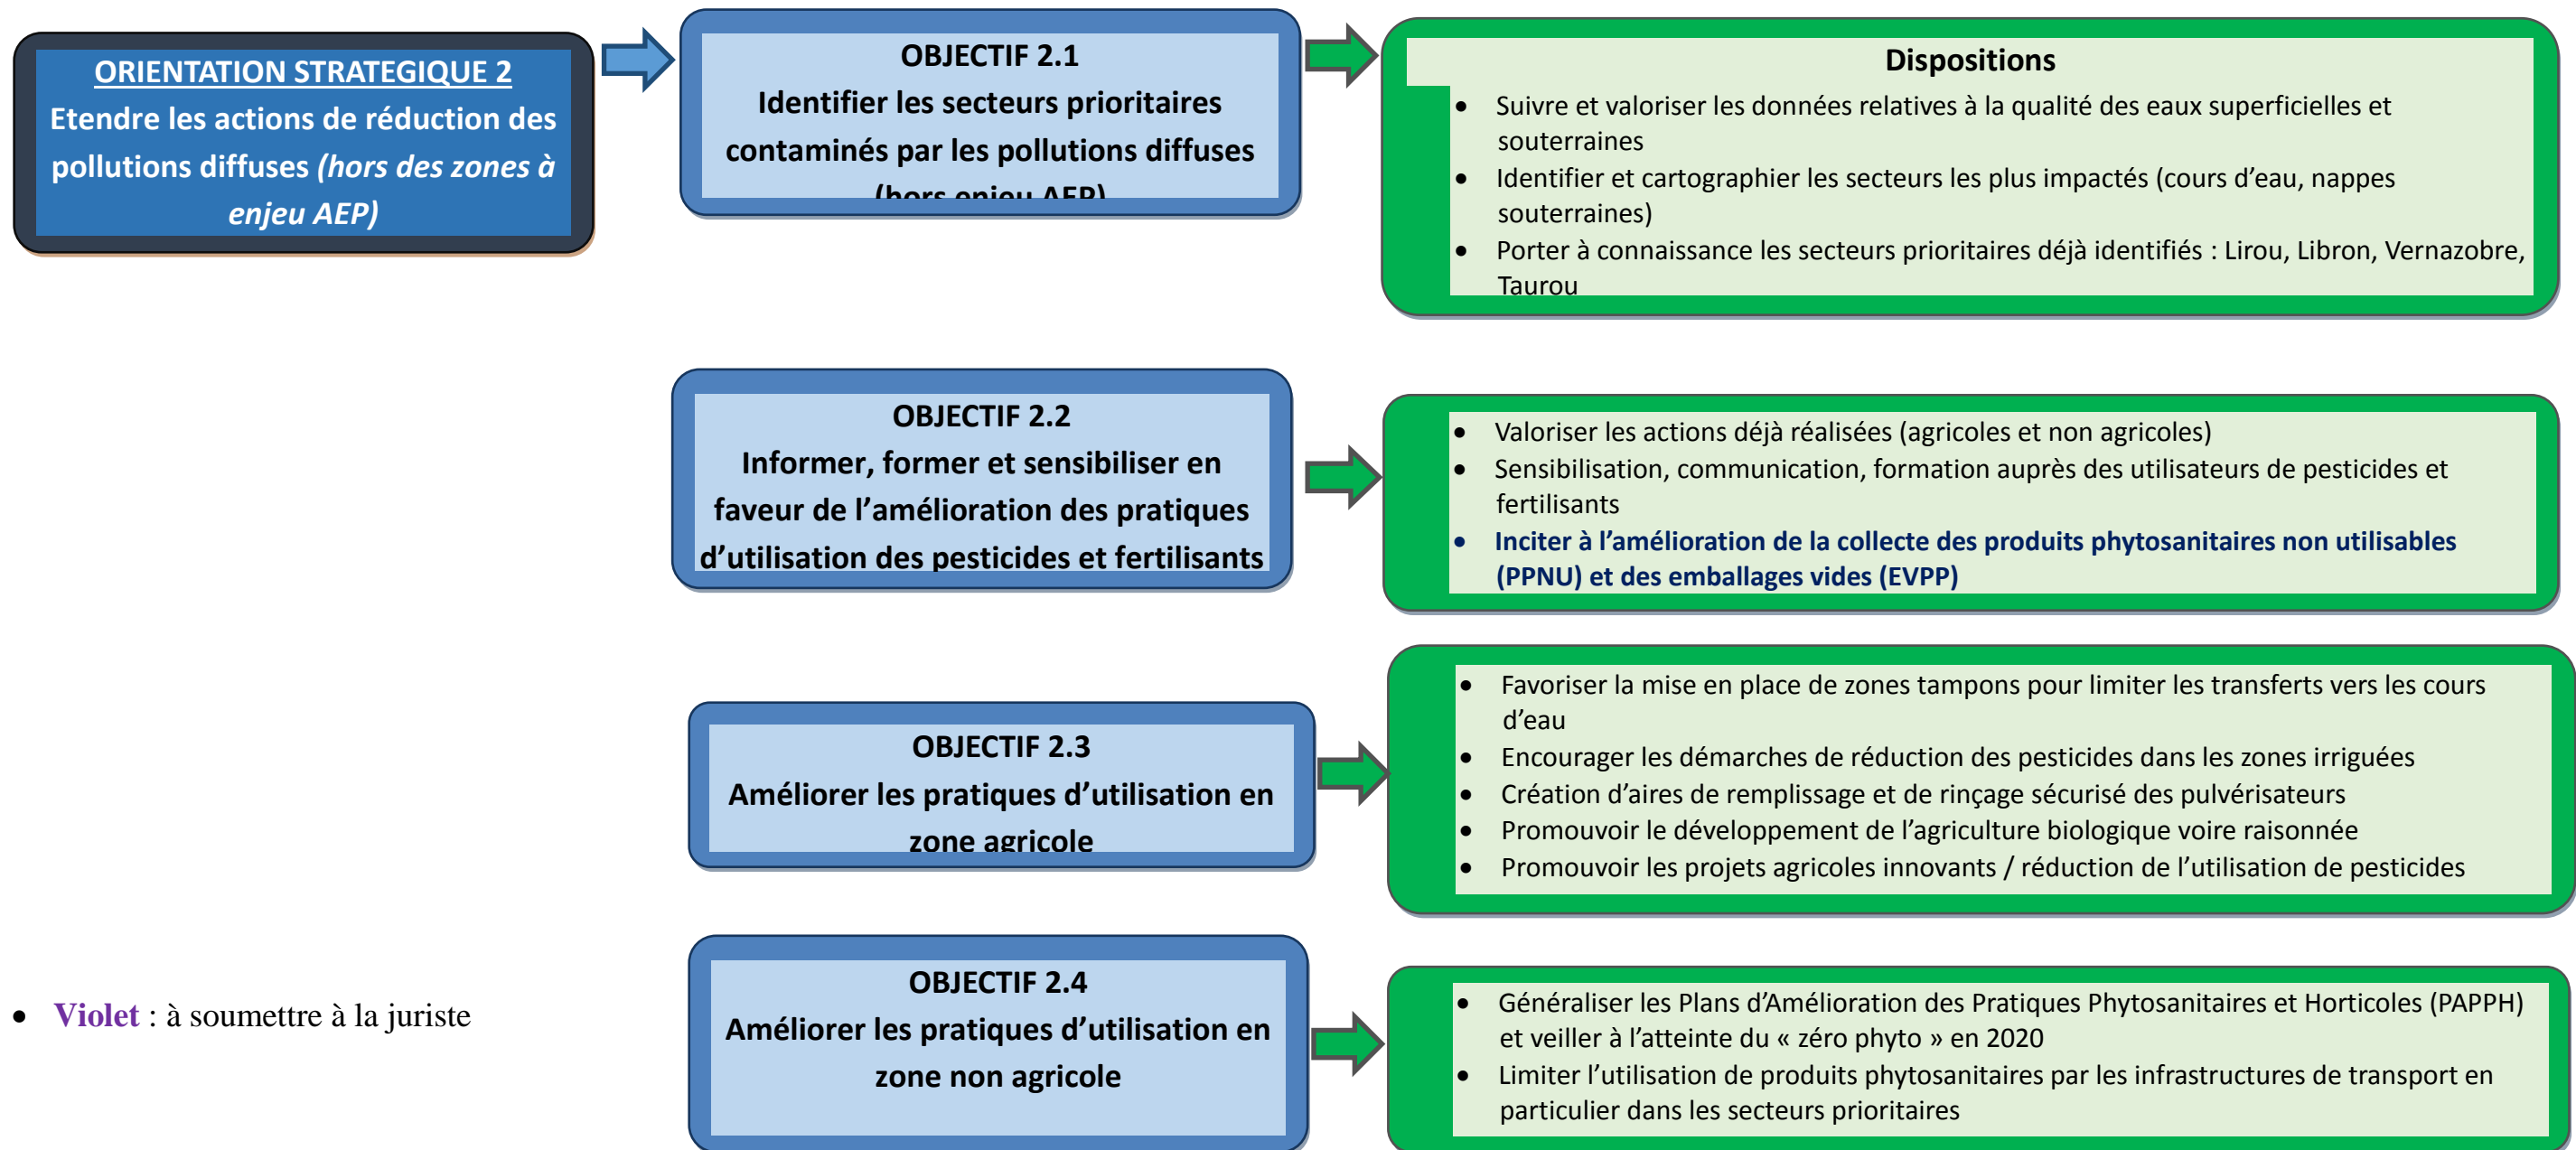 ORIENTATION STRATEGIQUE 2
Etendre les actions de réduction des
pollutions diffuses (hors des zones à
enjeu AEP)
OBJECTIF 2.1
Identifier les secteurs prioritaires
contaminés par les pollutions diffuses
(hors enjeu AEP)
Dispositions
• Suivre et valoriser les données relatives à la qualité des eaux superficielles et
souterraines
• Identifier et cartographier les secteurs les plus impactés (cours d’eau, nappes
souterraines)
• Porter à connaissance les secteurs prioritaires déjà identifiés : Lirou, Libron, Vernazobre,
Taurou
OBJECTIF 2.2
Informer, former et sensibiliser en
faveur de l’amélioration des pratiques
d’utilisation des pesticides et fertilisants
• Valoriser les actions déjà réalisées (agricoles et non agricoles)
• Sensibilisation, communication, formation auprès des utilisateurs de pesticides et
fertilisants
• Inciter à l’amélioration de la collecte des produits phytosanitaires non utilisables
(PPNU) et des emballages vides (EVPP)
OBJECTIF 2.3
Améliorer les pratiques d’utilisation en
zone agricole
• Favoriser la mise en place de zones tampons pour limiter les transferts vers les cours
d’eau
• Encourager les démarches de réduction des pesticides dans les zones irriguées
• Création d’aires de remplissage et de rinçage sécurisé des pulvérisateurs
• Promouvoir le développement de l’agriculture biologique voire raisonnée
• Promouvoir les projets agricoles innovants / réduction de l’utilisation de pesticides
OBJECTIF 2.4
Améliorer les pratiques d’utilisation en
zone non agricole
• Généraliser les Plans d’Amélioration des Pratiques Phytosanitaires et Horticoles (PAPPH)
et veiller à l’atteinte du « zéro phyto » en 2020
• Limiter l’utilisation de produits phytosanitaires par les infrastructures de transport en
particulier dans les secteurs prioritaires
• Violet : à soumettre à la juriste